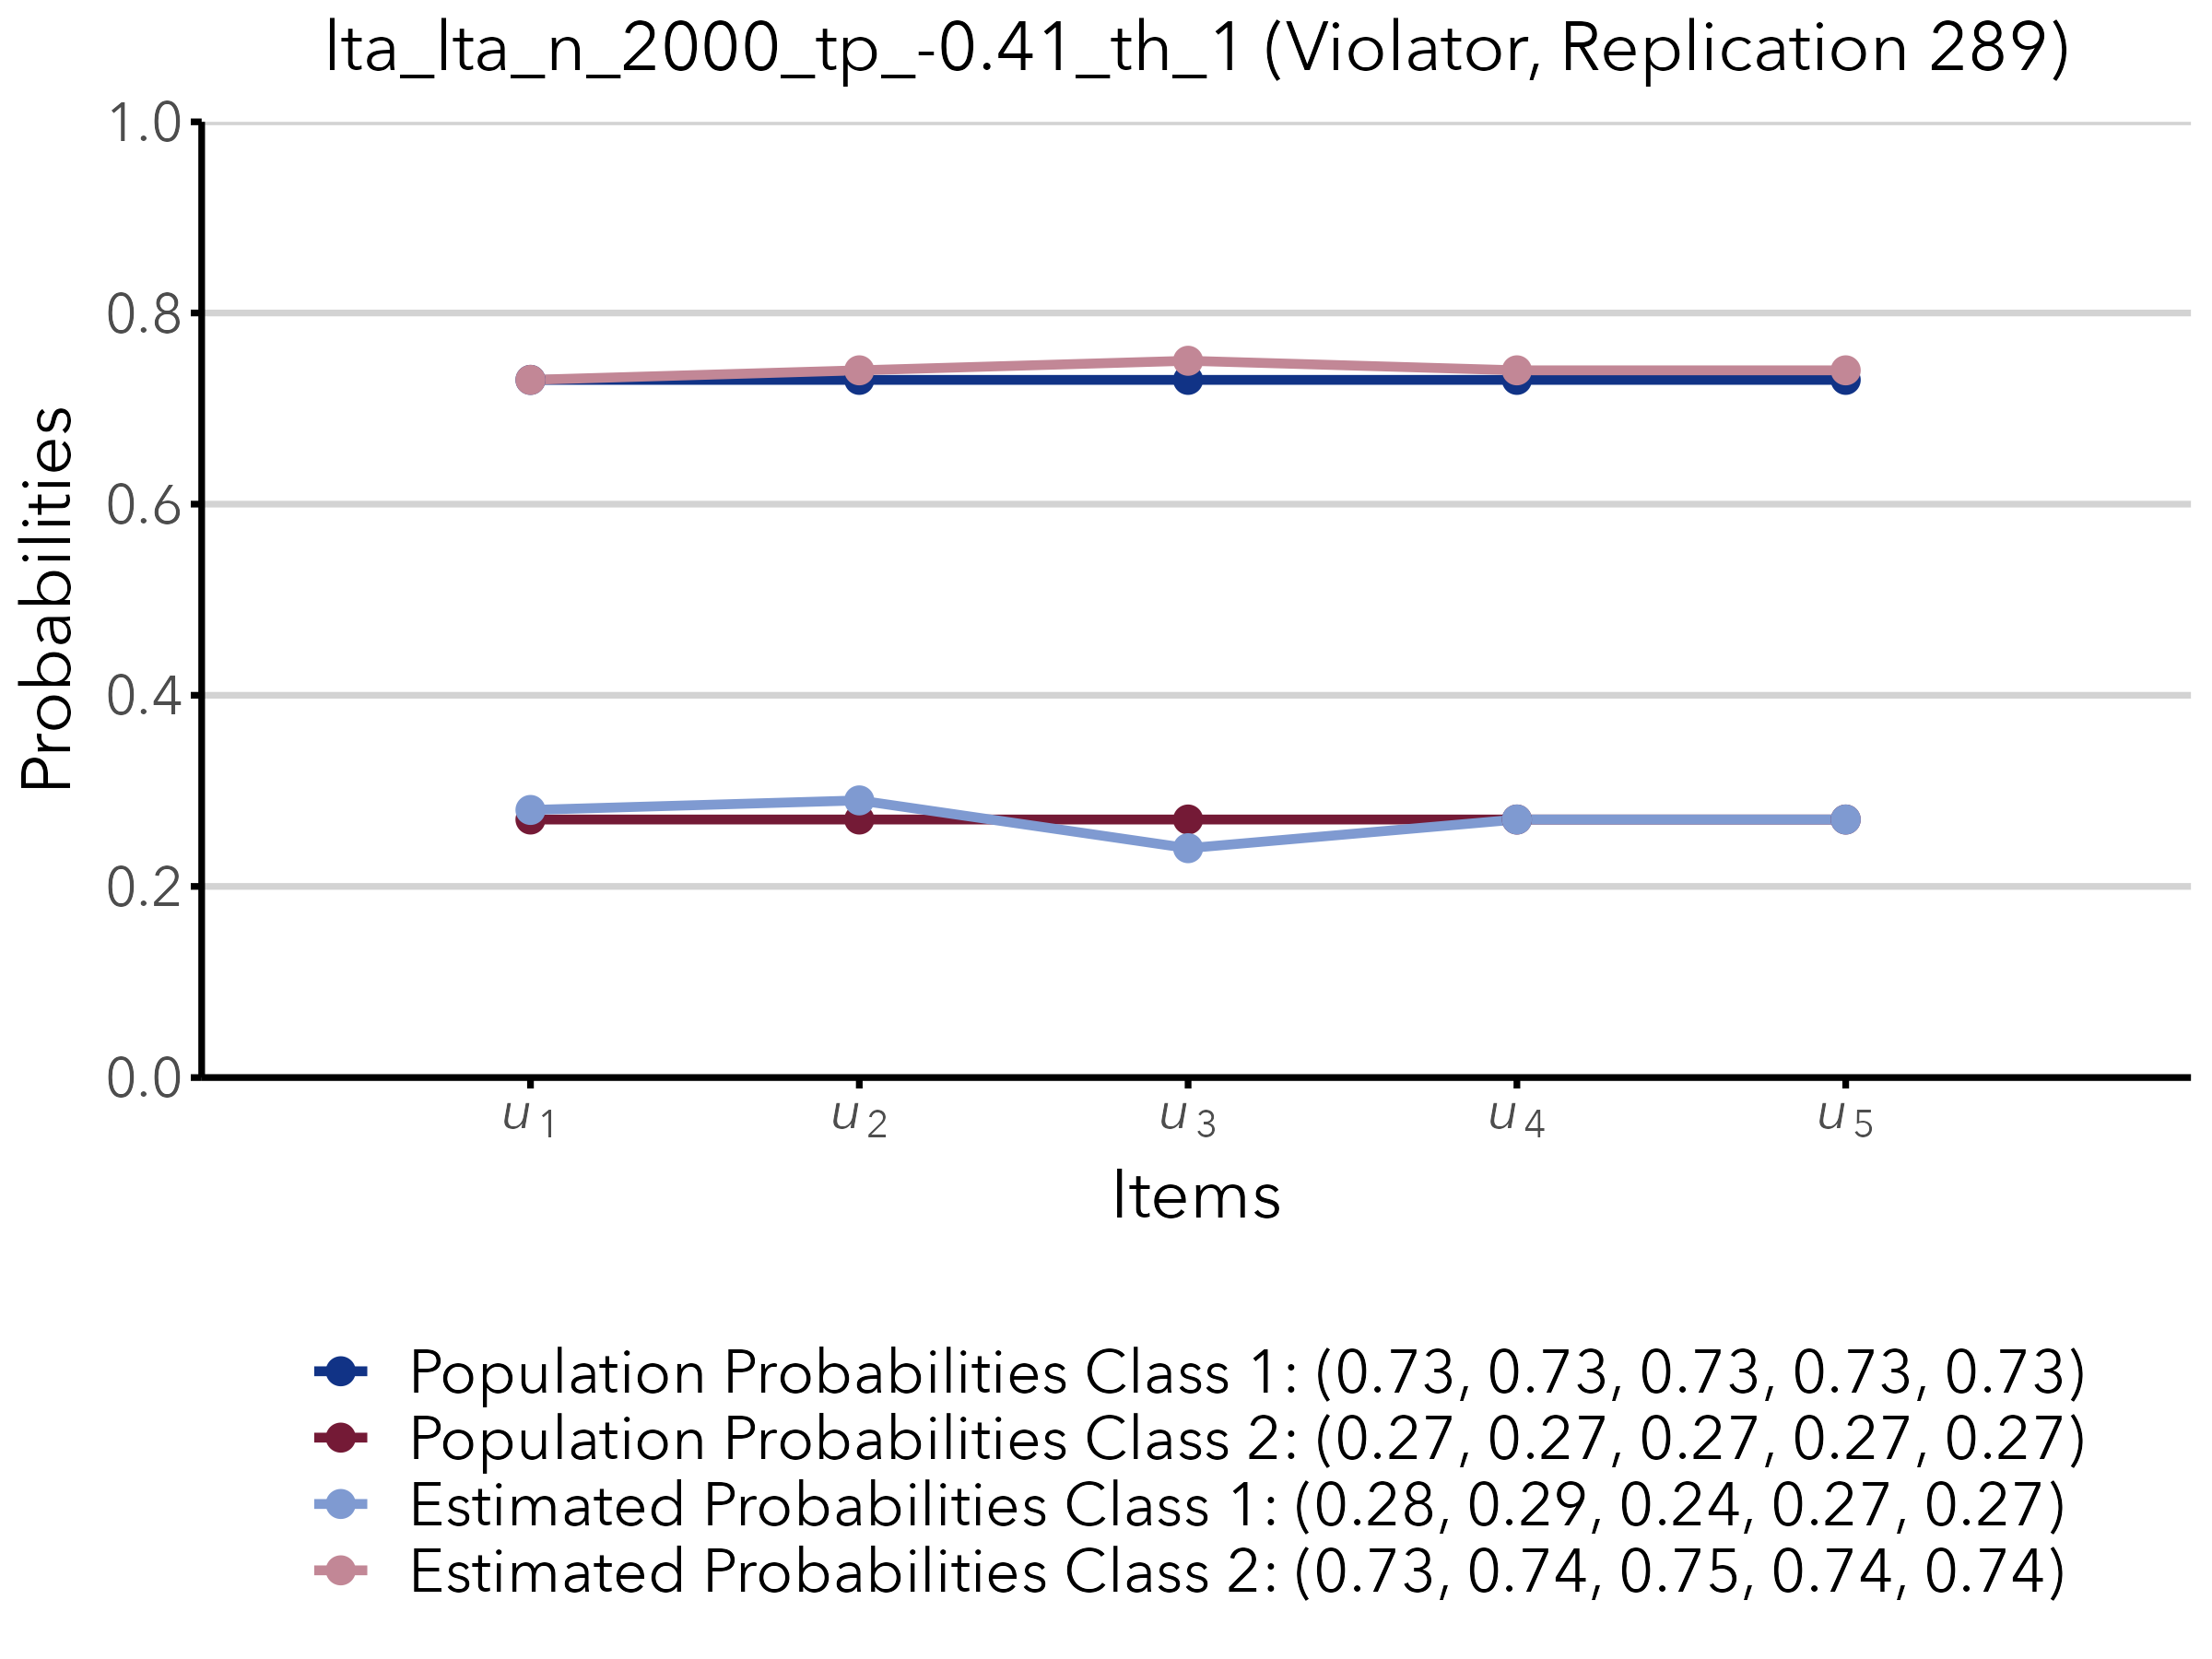 lta_lta_n_2000_tp_-0.41_th_1 (Violator, Replication 289)
1.0
0.8
0.6
0.4
0.2
0.0
Probabilities
u1 u2 u3 u4 u5
Items
Population Probabilities Class 1: (0.73, 0.73, 0.73, 0.73, 0.73)
Population Probabilities Class 2: (0.27, 0.27, 0.27, 0.27, 0.27)
Estimated Probabilities Class 1: (0.28, 0.29, 0.24, 0.27, 0.27)
Estimated Probabilities Class 2: (0.73, 0.74, 0.75, 0.74, 0.74)